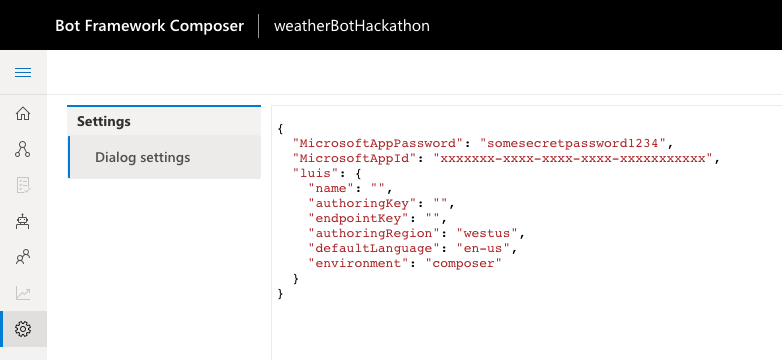 Bot Framework Composer
weatherBotHackathon
Settings
Dialog settings
{
"MicrosoftAppPassword": "somesecretpassword1234",
"MicrosoftAppId": "xxxxxxx-xxxx-xxxx-xxxx-xxxxxxxxxxx",
"luis": {
"name": "",
"authoringKey": "",
"endpointKey": "",
"authoringRegion": "westus",
"defaultLanguage": "en-us",
"environment": "composer"
}
}